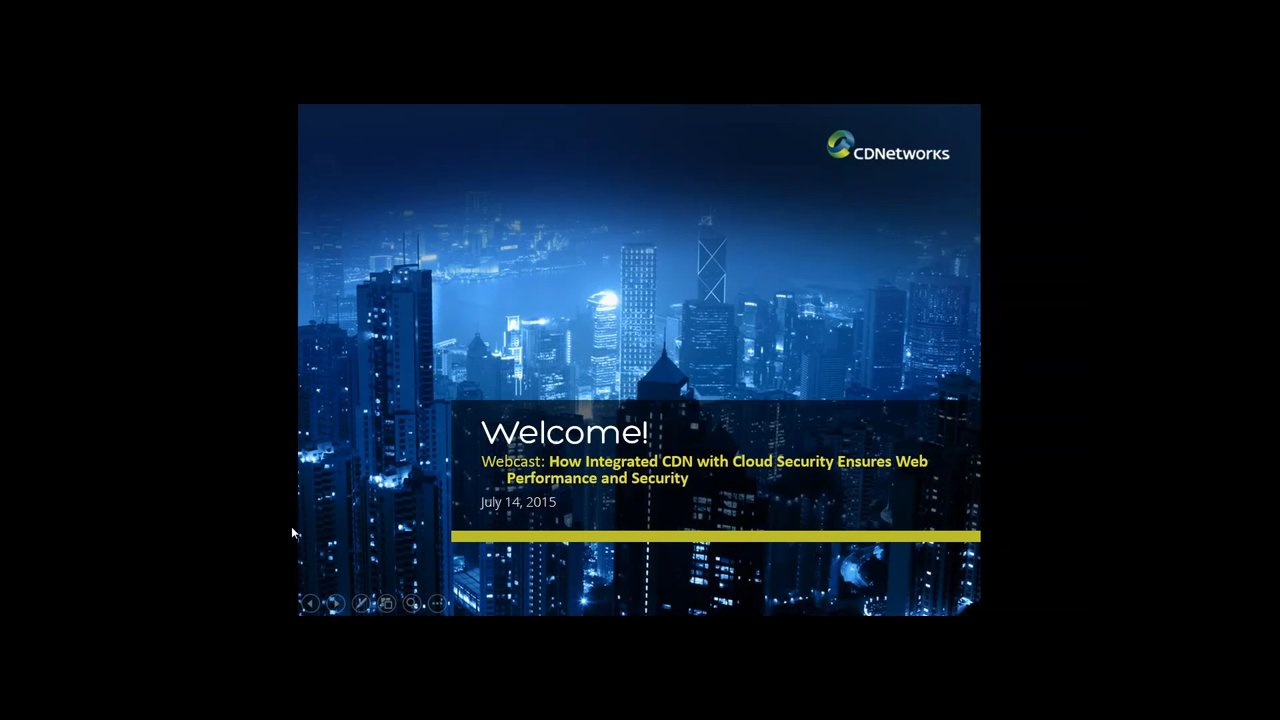 CDNetworks
Welcome!
Webcast: How Integrated CDN with Cloud Security Ensures Web
Performance and Security
July 14, 2015